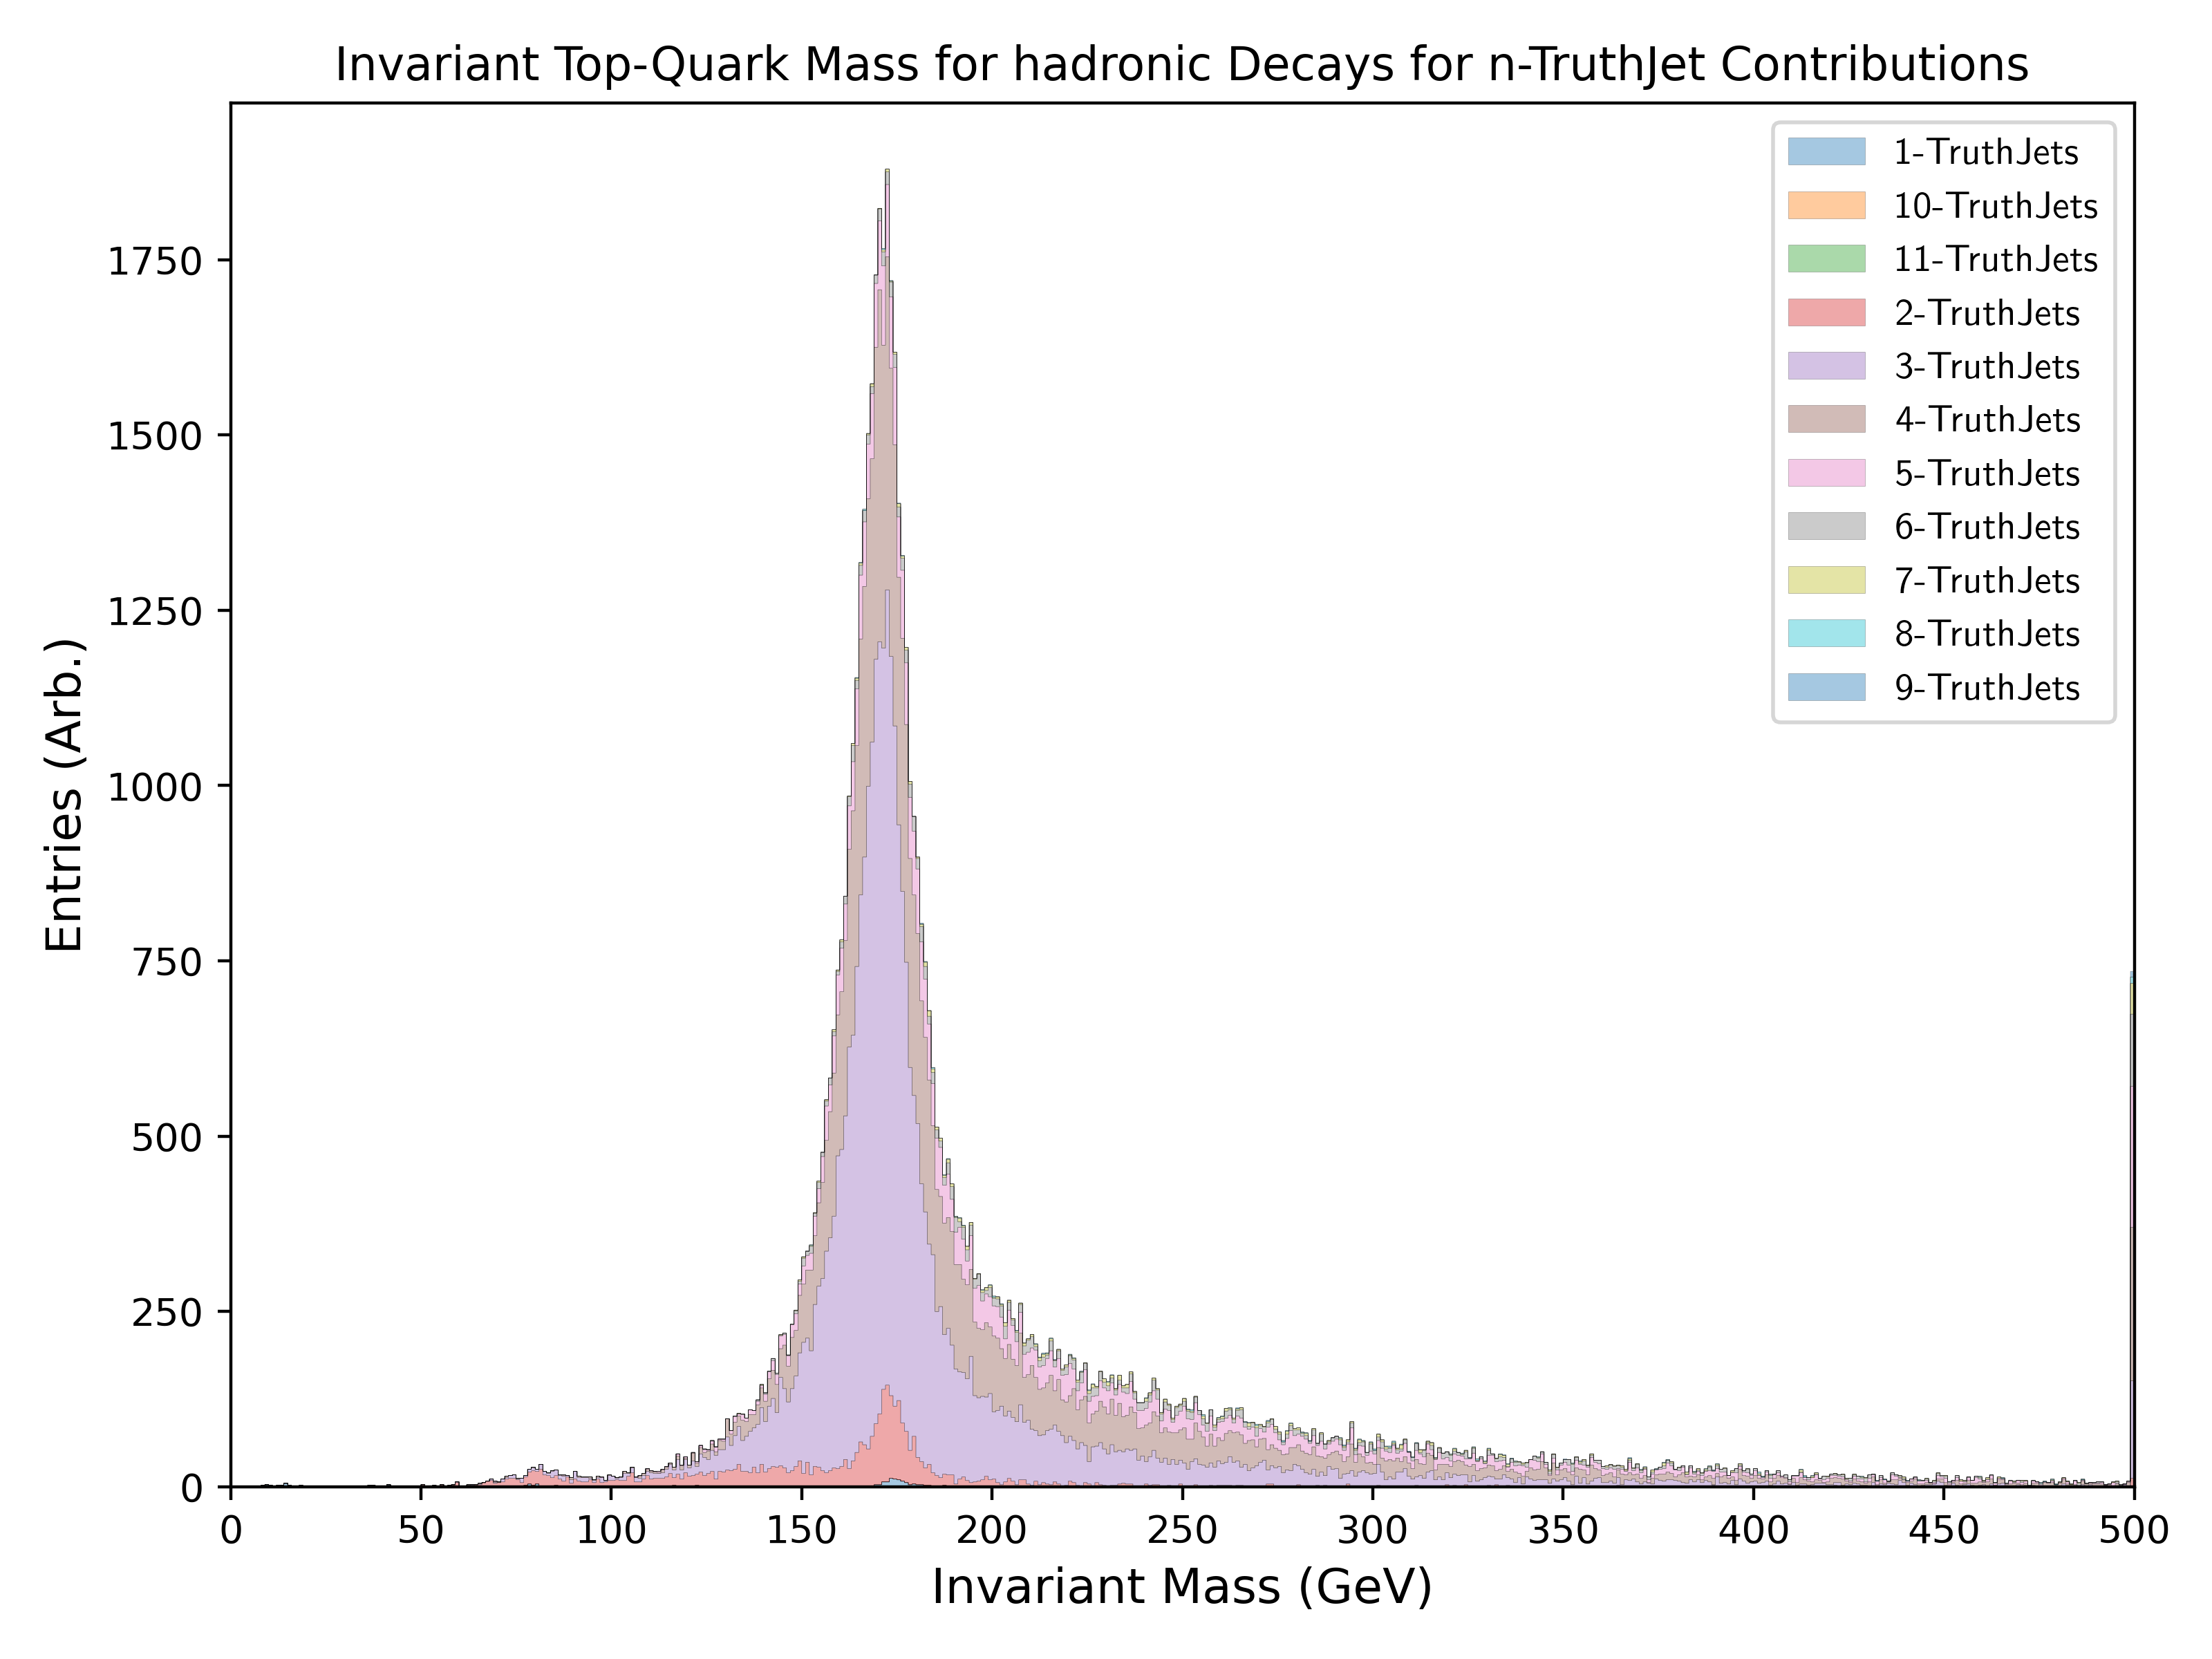 Invariant Top-Quark Mass for hadronic Decays for n-TruthJet Contributions
1-TruthJets
10-TruthJets
11-TruthJets
2-TruthJets
3-TruthJets
4-TruthJets
5-TruthJets
6-TruthJets
7-TruthJets
8-TruthJets
9-TruthJets
Entries (Arb.)
1750
1500
1250
1000
750
500
250
0
0 50 100 150 200 250 300 350 400 450 500
Invariant Mass (GeV)